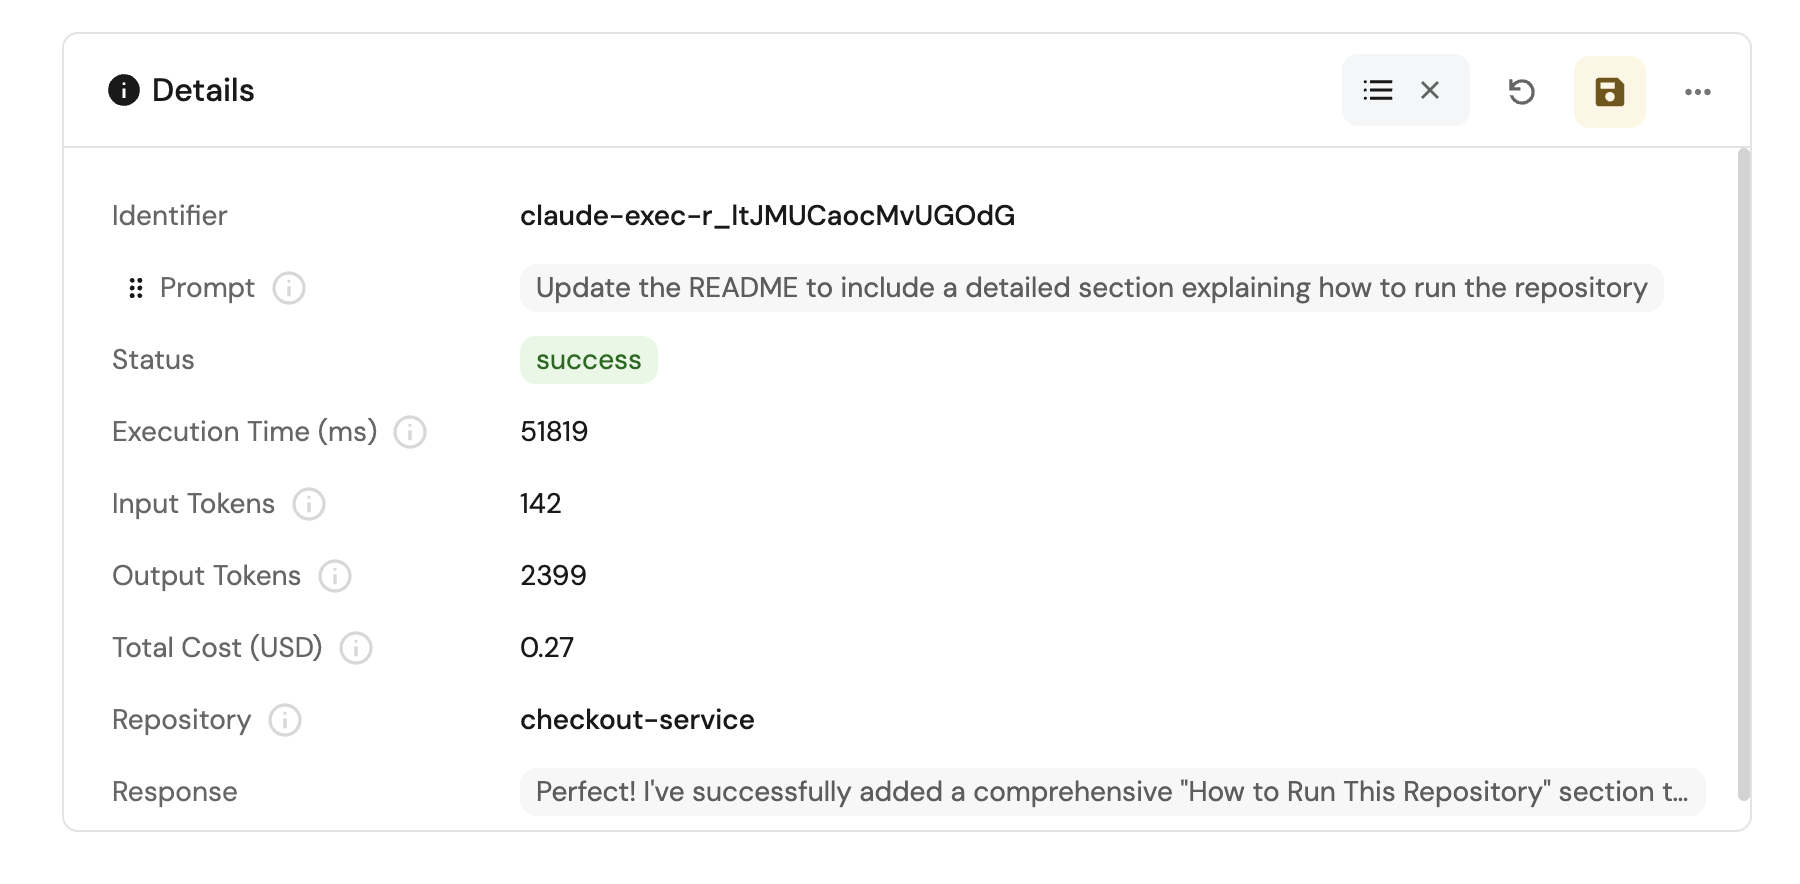 Details
Identifier claude-exec-r_ltJMUCaocMvUGOdG
Prompt Update the README to include a detailed section explaining how to run the repository
Status success
Execution Time (ms) 51819
Input Tokens 142
Output Tokens 2399
Total Cost (USD) 0.27
Repository checkout-service
Response Perfect! I've successfully added a comprehensive "How to Run This Repository" section t...